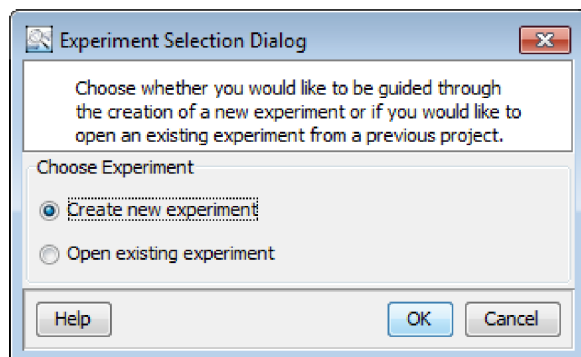 Experiment Selection Dialog
Choose whether you would like to be guided through
the creation of a new experiment or if you would like to
open an existing experiment from a previous project.
Choose Experiment
Create new experiment
Open existing experiment
Help OK Cancel